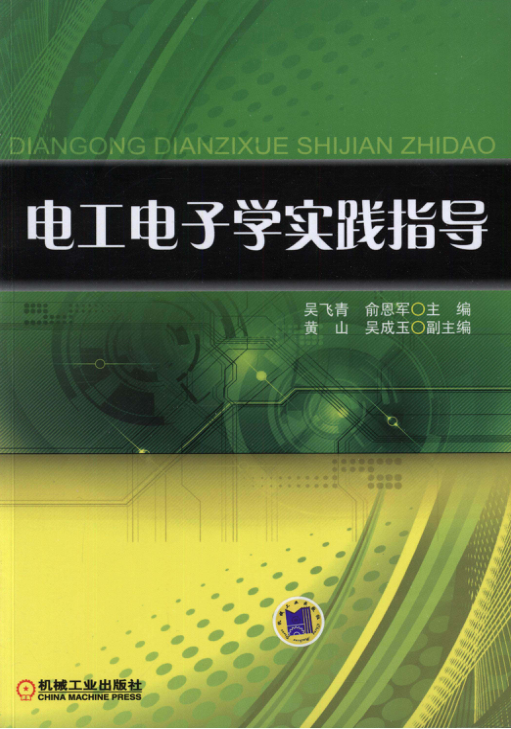 DIANGONG DIANZIXUE SHIJIAN ZHIDAO
电工电子学实践指导
吴飞青 俞恩军○主 编
黄 山 吴成玉○副主编
机械工业出版社
CHINA MACHINE PRESS